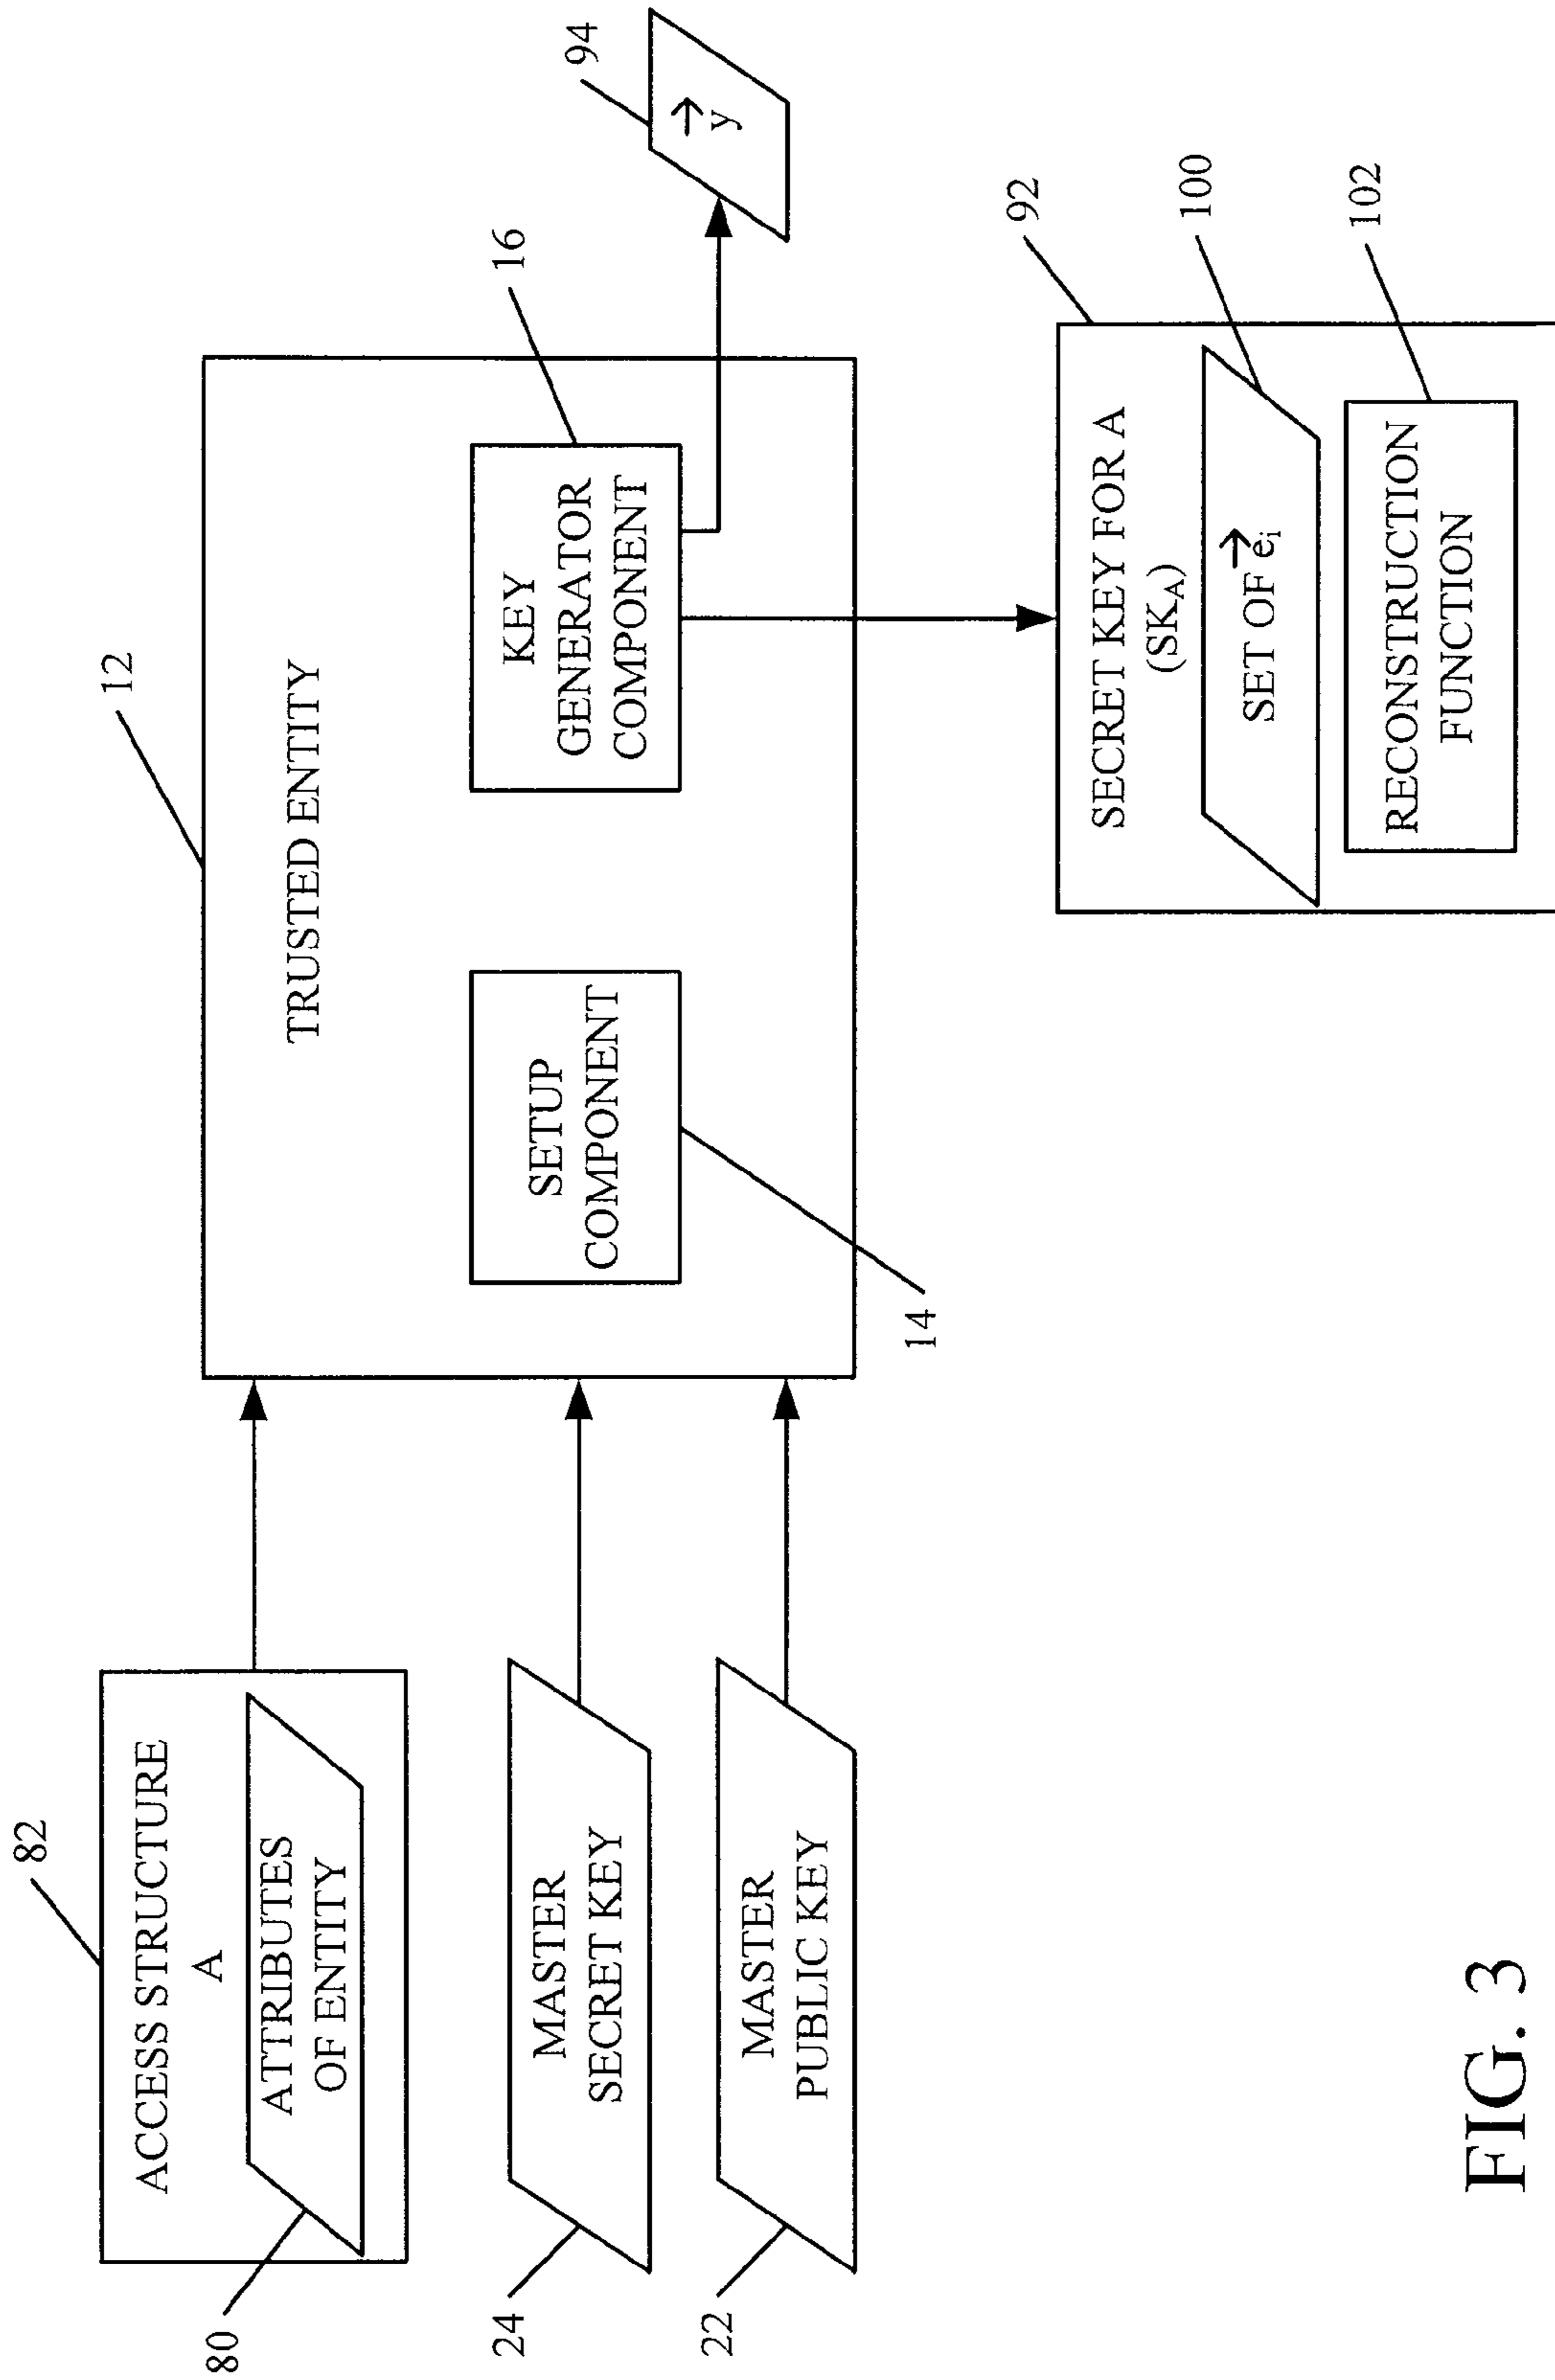 82
ACCESS STRUCTURE
A
ATTRIBUTES
OF ENTITY
80
MASTER
SECRET KEY
24
MASTER
PUBLIC KEY
22
12
TRUSTED ENTITY
SETUP
COMPONENT
14
KEY
GENERATOR
COMPONENT
16
94
y⃗
92
SECRET KEY FOR A
(SKA)
SET OF e⃗i
100
RECONSTRUCTION
FUNCTION
102
FIG. 3